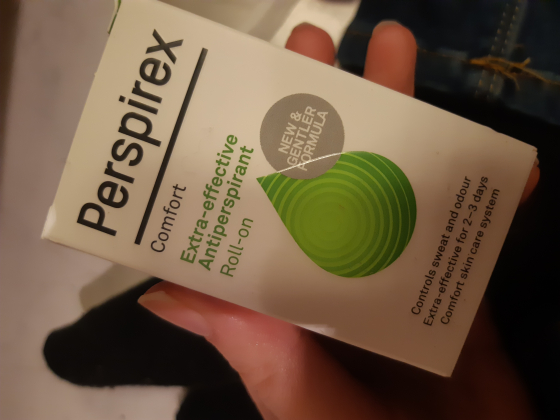 Perspirex
Comfort
Extra-effective
Antiperspirant
Roll-on
NEW &
GENTLER
FORMULA
Controls sweat and odour
Extra-effective for 2–3 days
Comfort skin care system